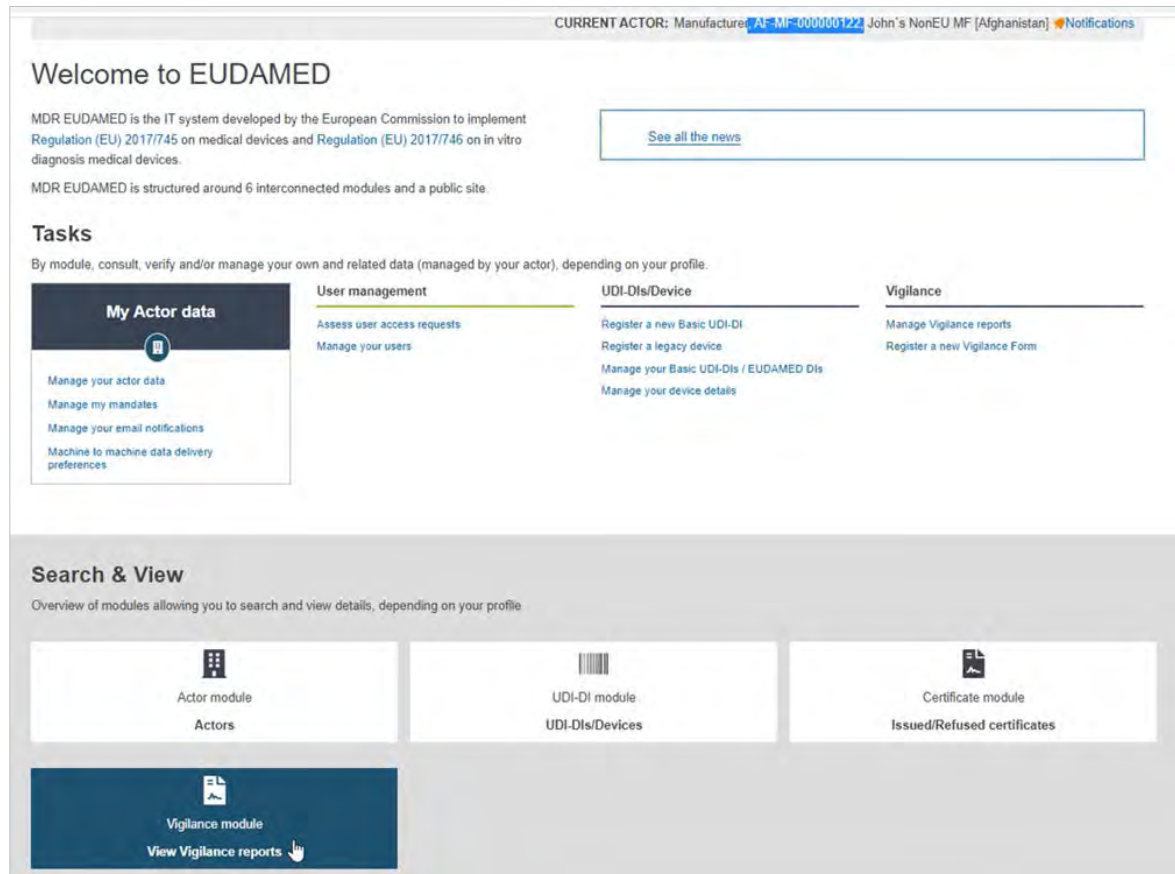 CURRENT ACTOR: Manufacturer, AF-MF-000000122, John`s NonEU MF [Afghanistan] Notifications
Welcome to EUDAMED
MDR EUDAMED is the IT system developed by the European Commission to implement
Regulation (EU) 2017/745 on medical devices and Regulation (EU) 2017/746 on in vitro
diagnosis medical devices.
See all the news
MDR EUDAMED is structured around 6 interconnected modules and a public site
Tasks
By module, consult, verify and/or manage your own and related data (managed by your actor), depending on your profile.
My Actor data
Manage your actor data
Manage my mandates
Manage your email notifications
Machine to machine data delivery
preferences
User management
Assess user access requests
Manage your users
UDI-DIs/Device
Register a new Basic UDI-DI
Register a legacy device
Manage your Basic UDI-DIs / EUDAMED DIs
Manage your device details
Vigilance
Manage Vigilance reports
Register a new Vigilance Form
Search & View
Overview of modules allowing you to search and view details, depending on your profile
Actor module
Actors
UDI-DI module
UDI-DIs/Devices
Certificate module
Issued/Refused certificates
Vigilance module
View Vigilance reports